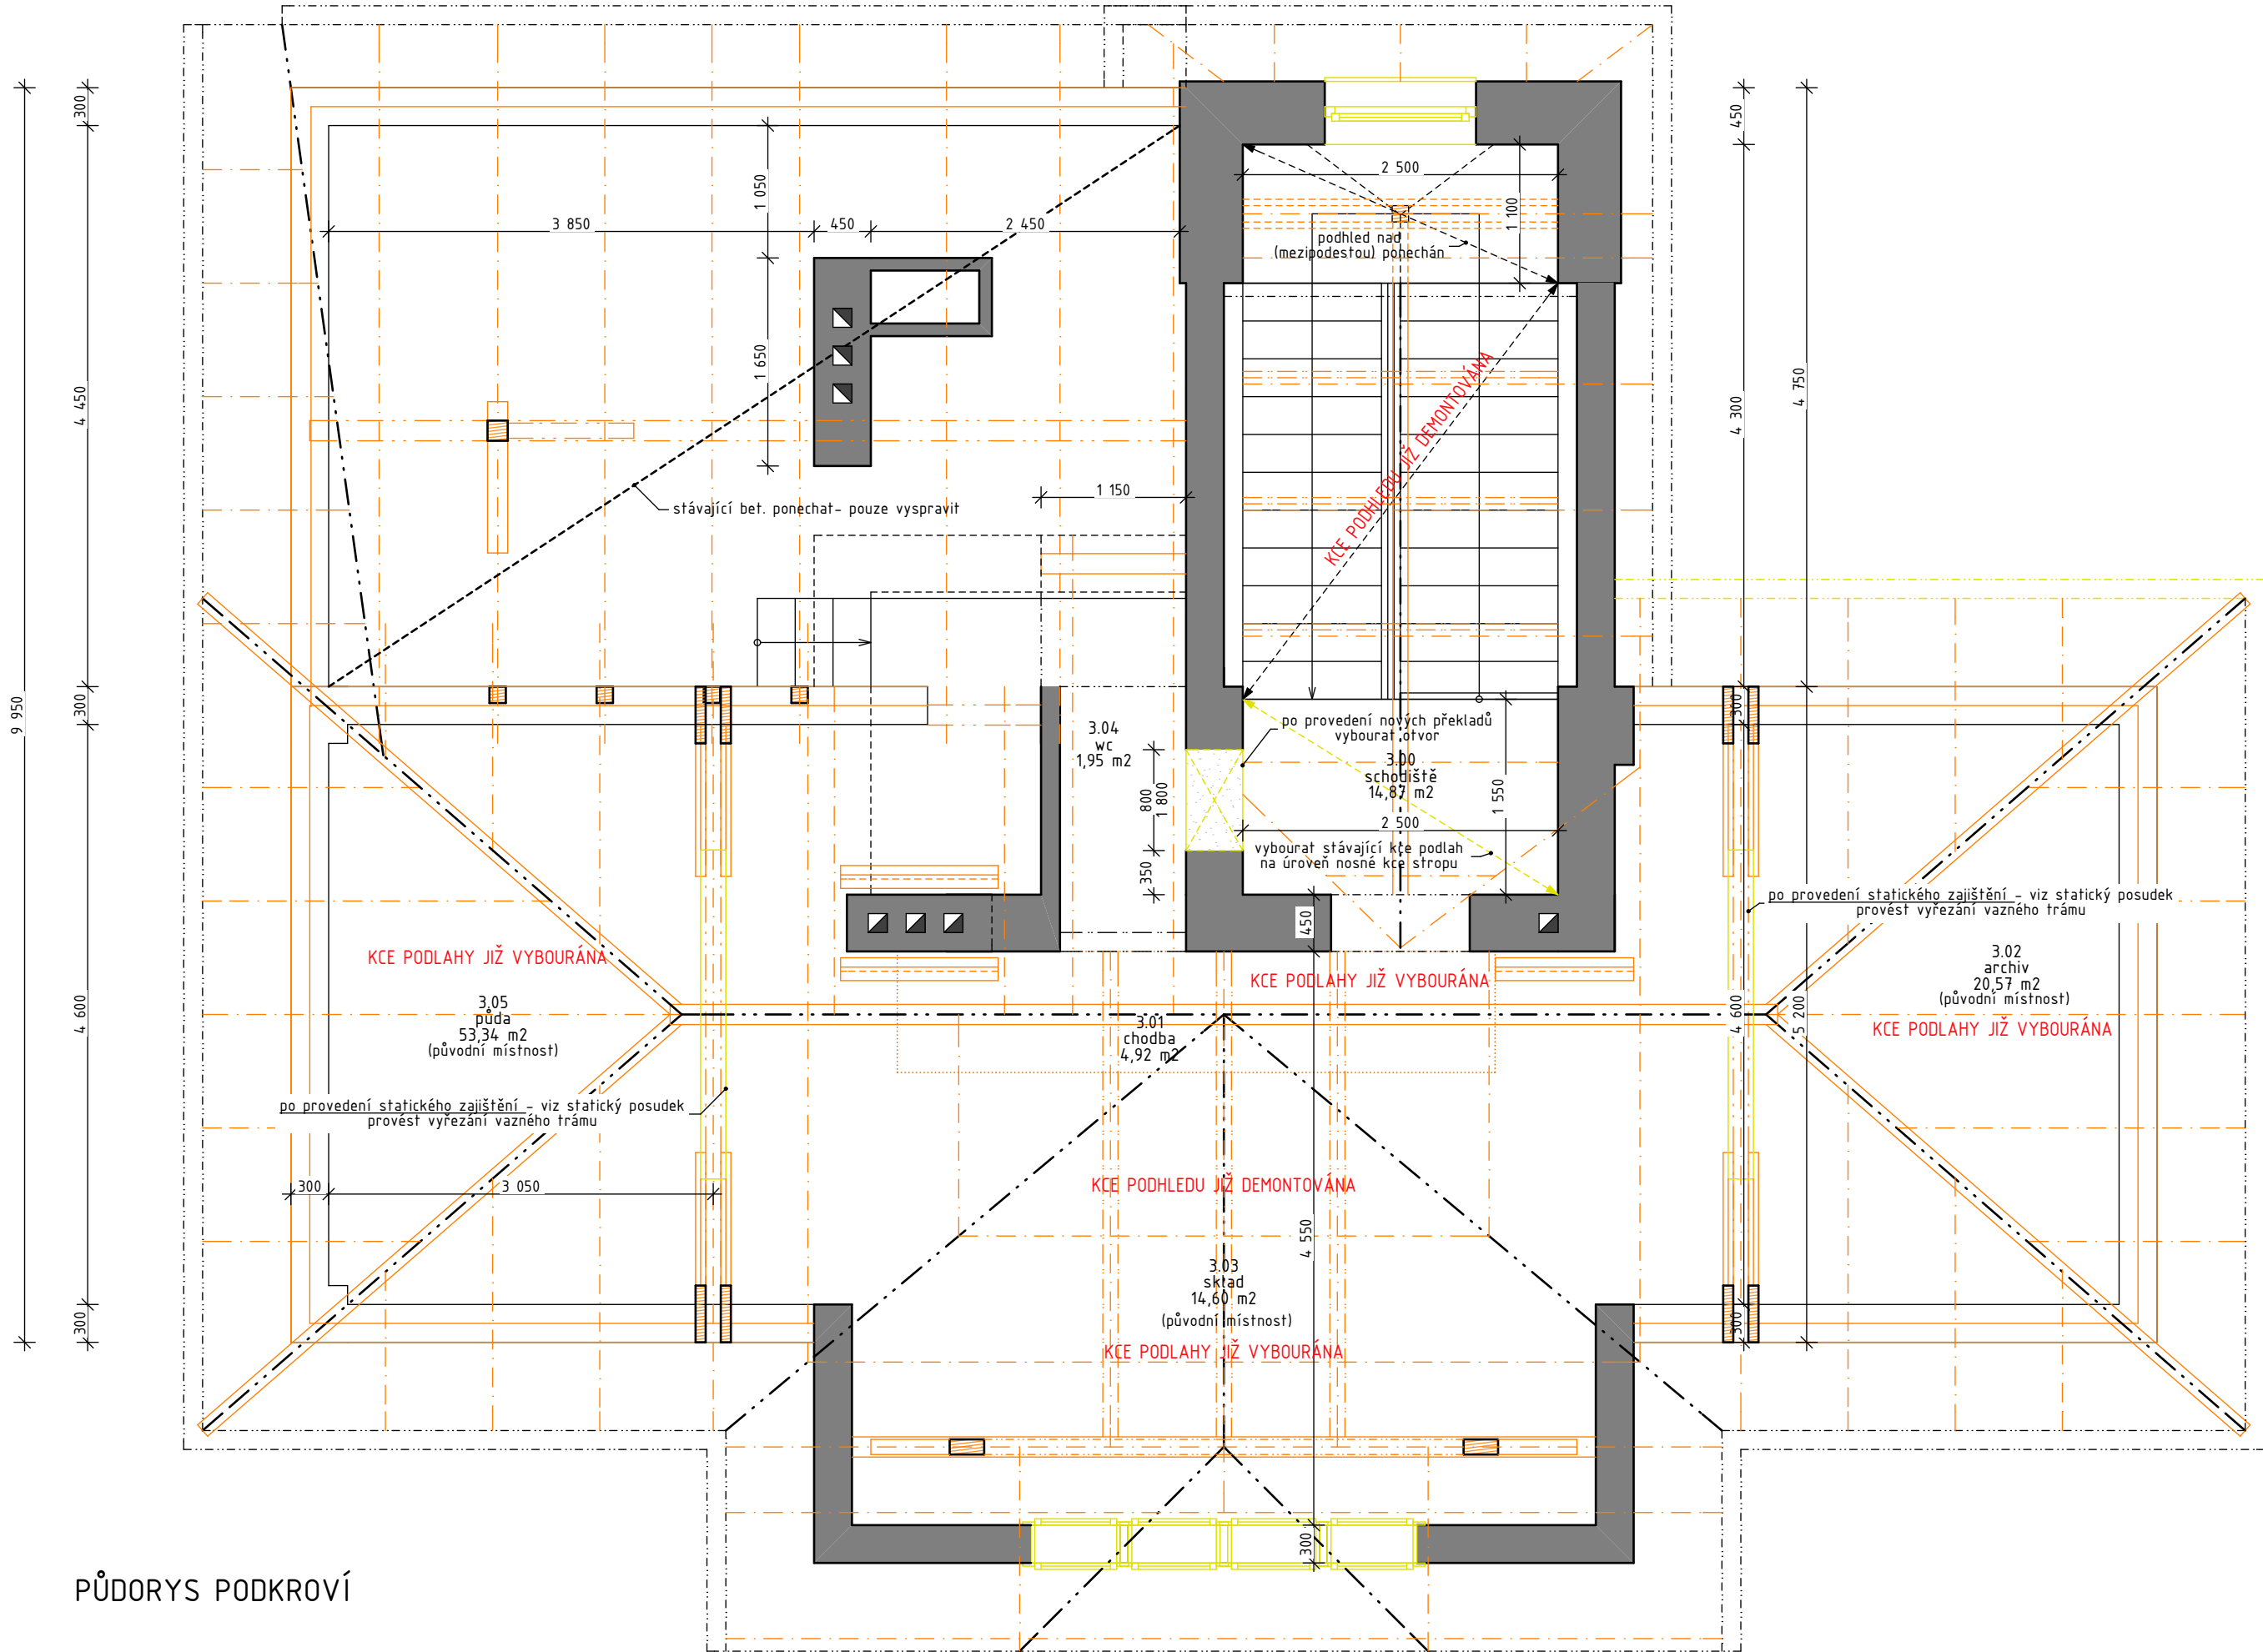 300
450
1 050
2 500
1 100
3 850
450
2 450
podhled nad
(mezipodestou) ponechán
1 650
4 450
4 300
4 750
KCE PODHLEDU JIŽ DEMONTOVÁNA
1 150
stávající bet. ponechat- pouze vyspravit
9 950
300
300
po provedení nových překladů
vybourat otvor
3.04
wc
1,95 m2
3.00
schodiště
14,87 m2
800
1 800
1 550
2 500
350
vybourat stávající kce podlah
na úroveň nosné kce stropu
po provedení statického zajištění - viz statický posudek
provést vyřezání vazného trámu
450
KCE PODLAHY JIŽ VYBOURÁNA
3.02
archiv
20,57 m2
(původní místnost)
KCE PODLAHY JIŽ VYBOURÁNA
KCE PODLAHY JIŽ VYBOURÁNA
4 600
3.05
půda
53,34 m2
(původní místnost)
3.01
chodba
4,92 m2
4 600
5 200
po provedení statického zajištění - viz statický posudek
provést vyřezání vazného trámu
300
3 050
KCE PODHLEDU JIŽ DEMONTOVÁNA
4 550
3.03
sklad
14,60 m2
(původní místnost)
300
300
KCE PODLAHY JIŽ VYBOURÁNA
300
PŮDORYS PODKROVÍ